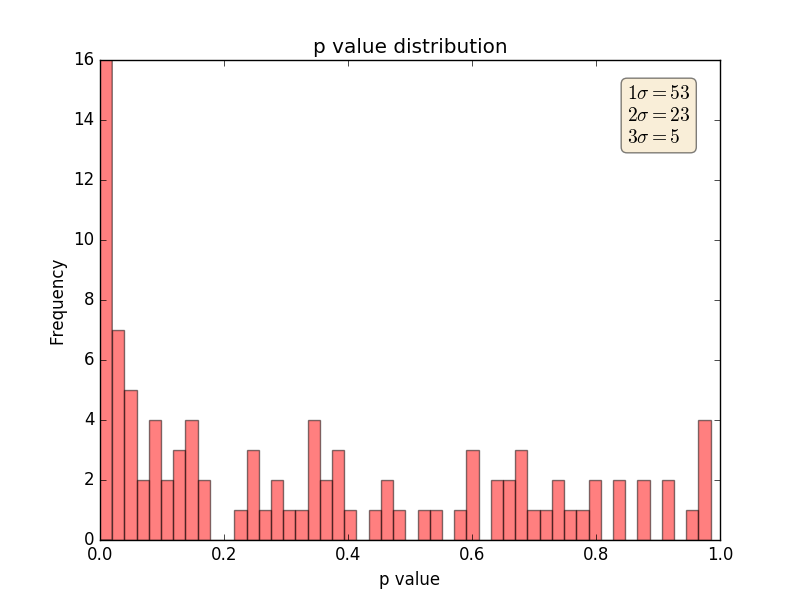 p value distribution
16
14
12
10
8
6
4
2
0
Frequency
1σ = 53
2σ = 23
3σ = 5
0.0 0.2 0.4 0.6 0.8 1.0
p value